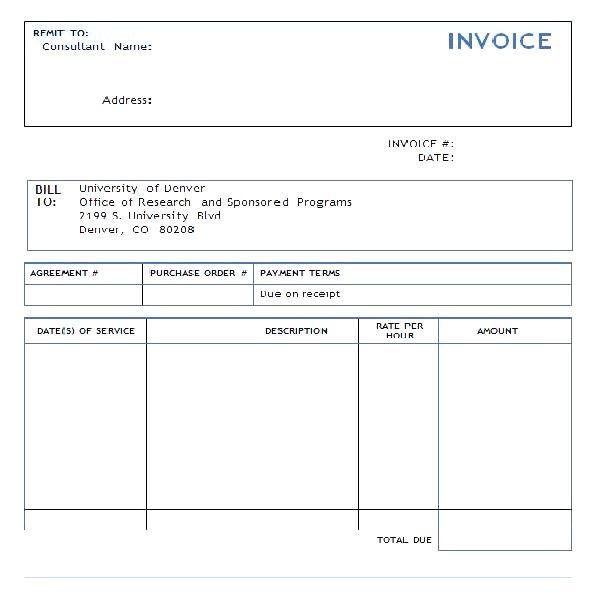 REMIT TO:
INVOICE
Consultant Name:
Address:
INVOICE #:
DATE:
BILL TO:
University of Denver
Office of Research and Sponsored Programs
2199 S. University Blvd
Denver, CO 80208
AGREEMENT # PURCHASE ORDER # PAYMENT TERMS
Due on receipt
DATE(S) OF SERVICE DESCRIPTION RATE PER HOUR AMOUNT
TOTAL DUE